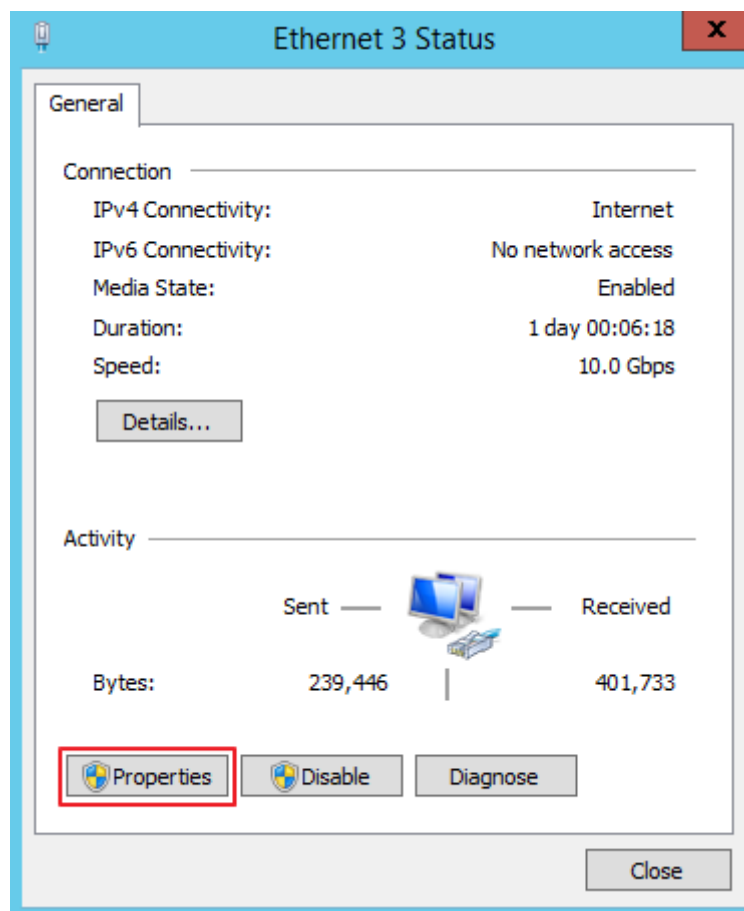 Ethernet 3 Status
x
General
Connection
IPv4 Connectivity: Internet
IPv6 Connectivity: No network access
Media State: Enabled
Duration: 1 day 00:06:18
Speed: 10.0 Gbps
Details...
Activity
Sent Received
Bytes: 239,446 401,733
Properties Disable Diagnose
Close